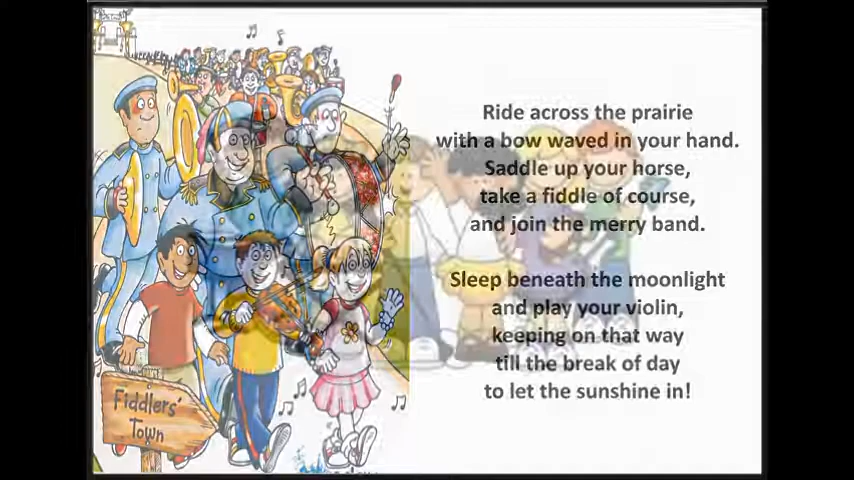 Ride across the prairie
with a bow waved in your hand.
Saddle up your horse,
take a fiddle of course,
and join the merry band.
Sleep beneath the moonlight
and play your violin,
keeping on that way
till the break of day
to let the sunshine in!
Fiddlers'
Town